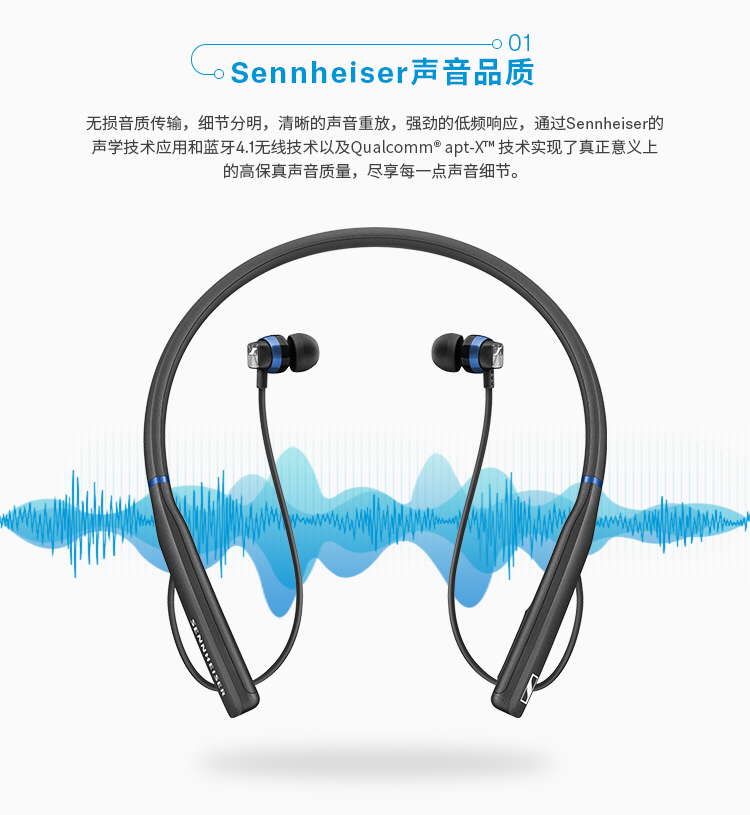 01
Sennheiser声音品质
无损音质传输，细节分明，清晰的声音重放，强劲的低频响应，通过Sennheiser的
声学技术应用和蓝牙4.1无线技术以及Qualcomm® apt-X™ 技术实现了真正意义上
的高保真声音质量，尽享每一点声音细节。
SENNHEISER